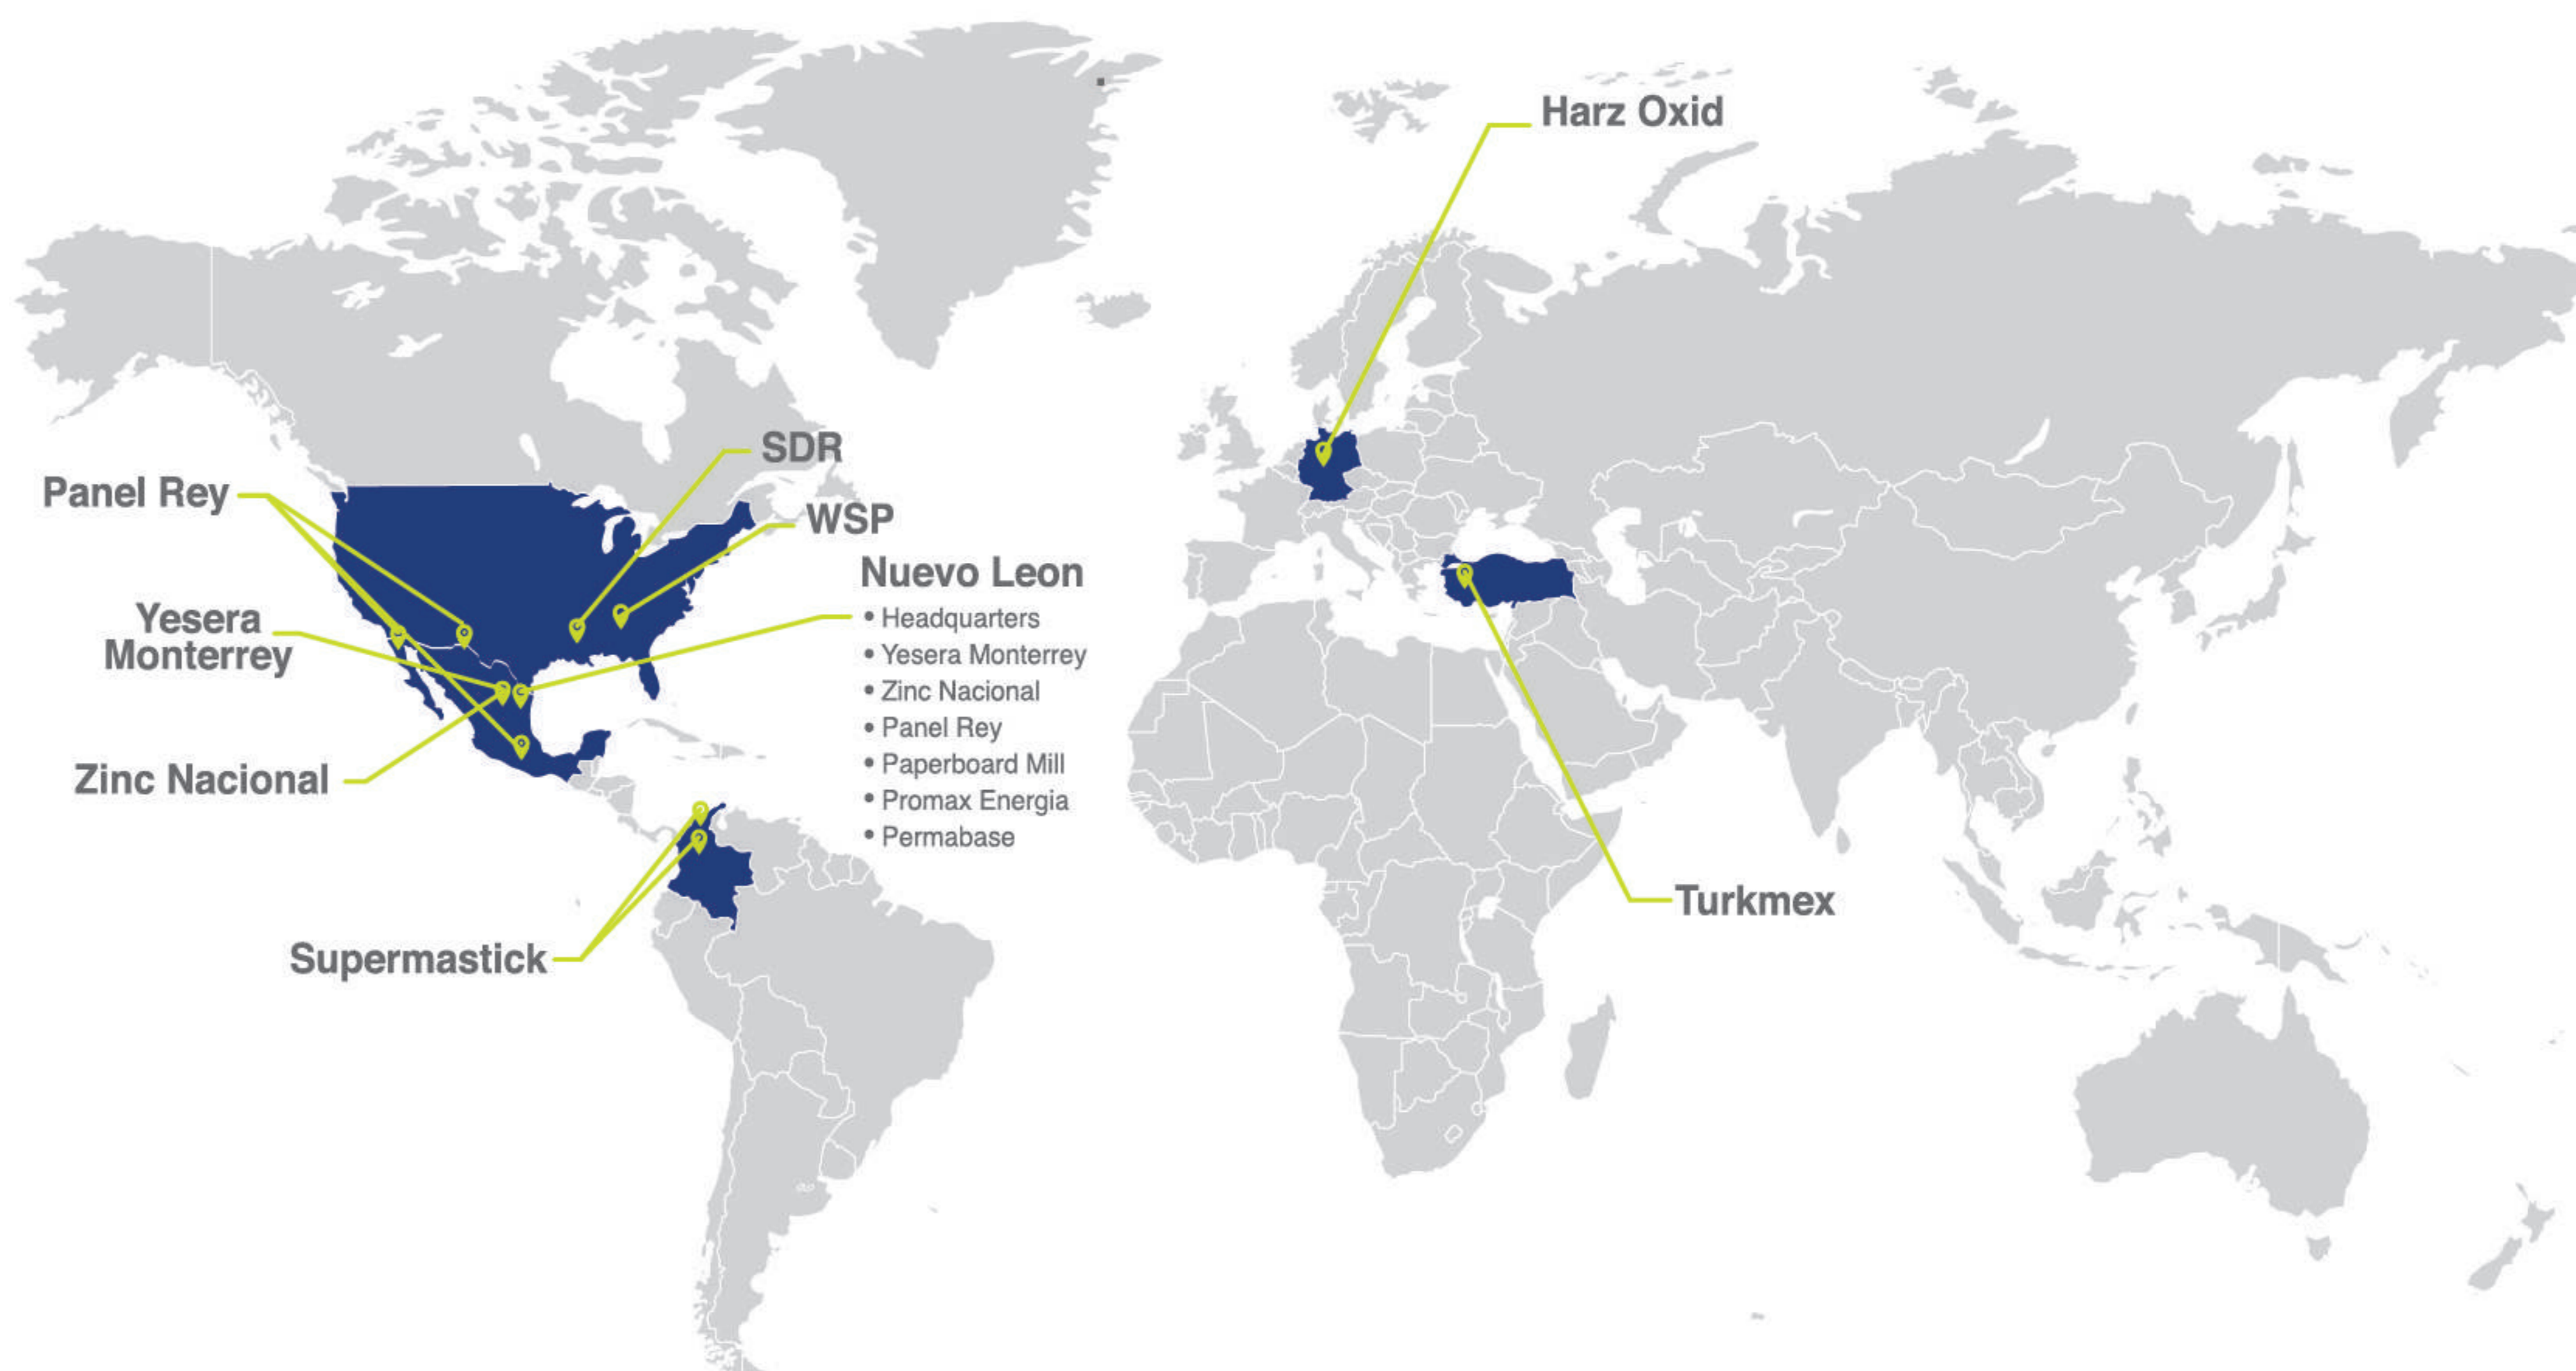 Harz Oxid
SDR
Panel Rey
WSP
Nuevo Leon
• Headquarters
• Yesera Monterrey
• Zinc Nacional
• Panel Rey
• Paperboard Mill
• Promax Energia
• Permabase
Yesera
Monterrey
Zinc Nacional
Turkmex
Supermastick